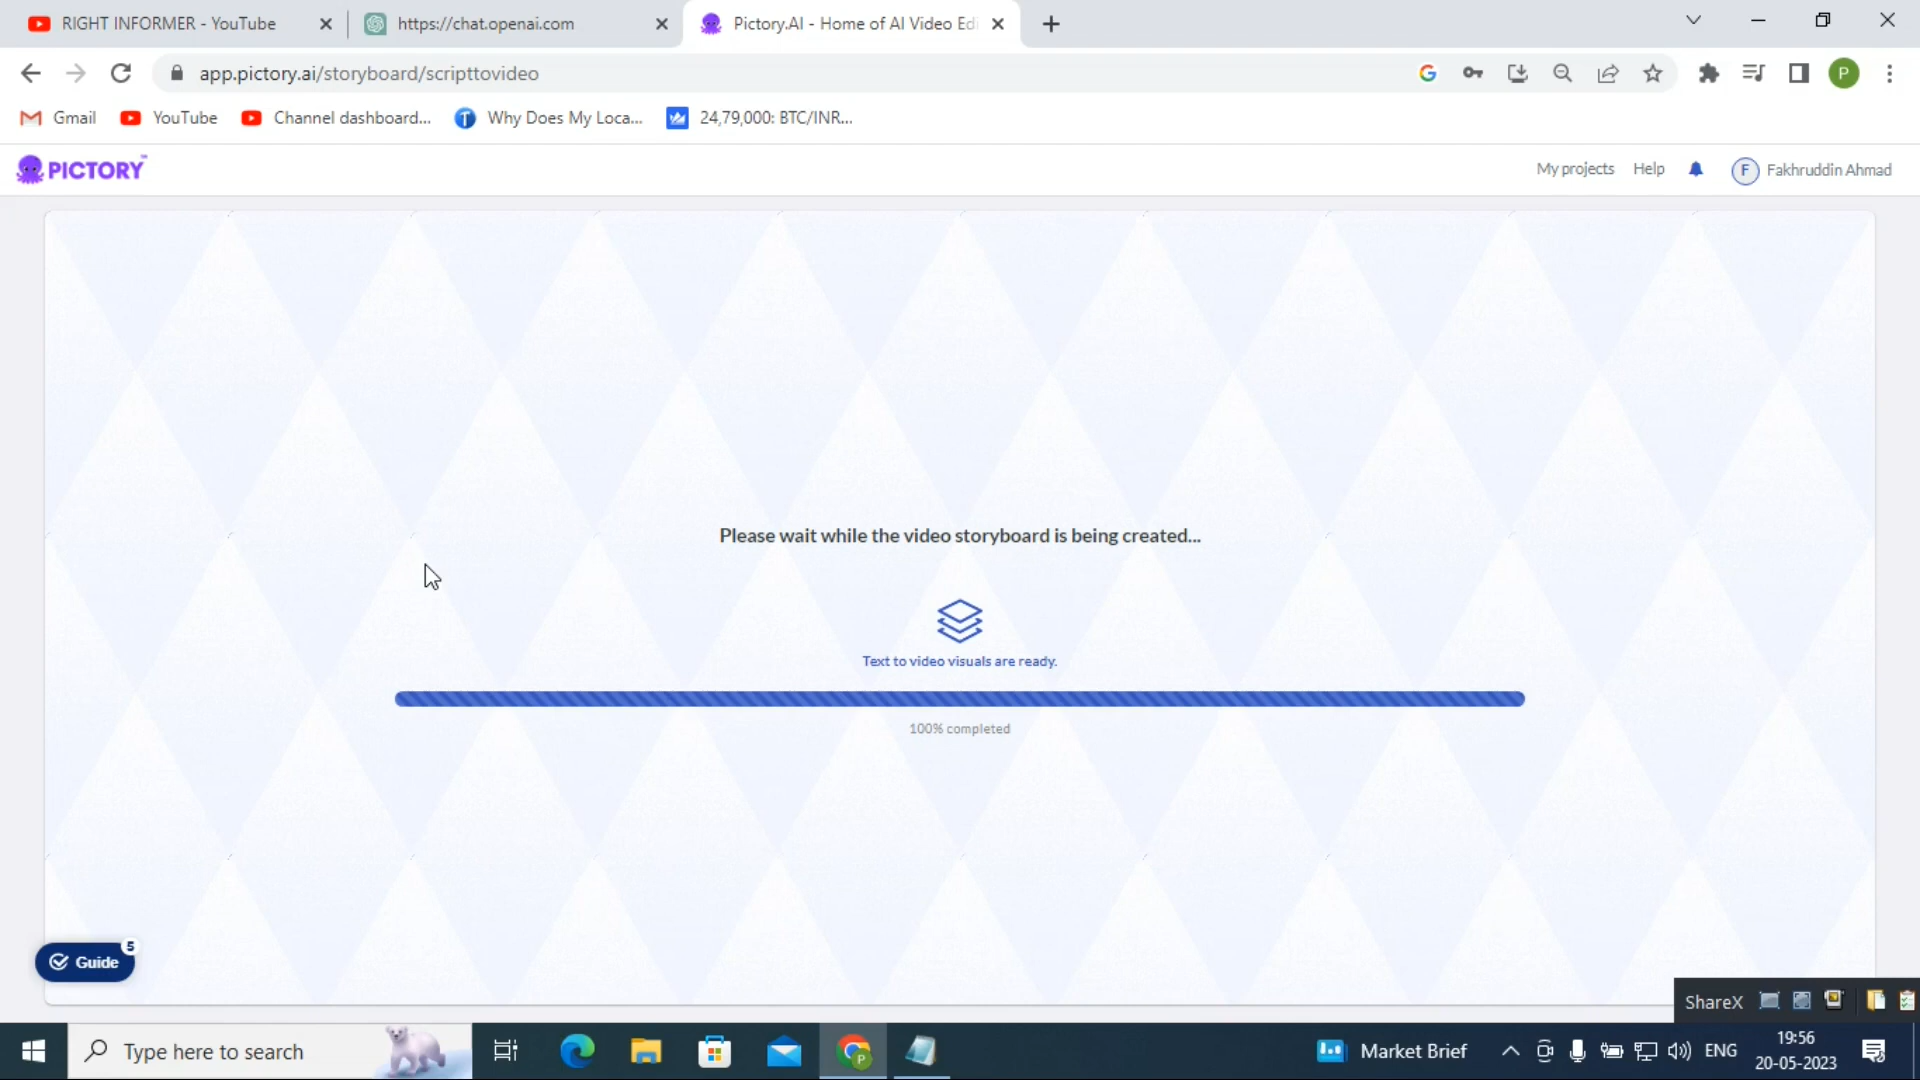 RIGHT INFORMER - YouTube
https://chat.openai.com
Pictory.AI - Home of AI Video Edi
app.pictory.ai/storyboard/scripttovideo
P
Gmail
YouTube
Channel dashboard...
Why Does My Loca...
24,79,000: BTC/INR...
PICTORY™
My projects
Help
F
Fakhruddin Ahmad
Please wait while the video storyboard is being created...
Text to video visuals are ready.
100% completed
Guide
5
ShareX
Type here to search
Market Brief
ENG
19:56
20-05-2023